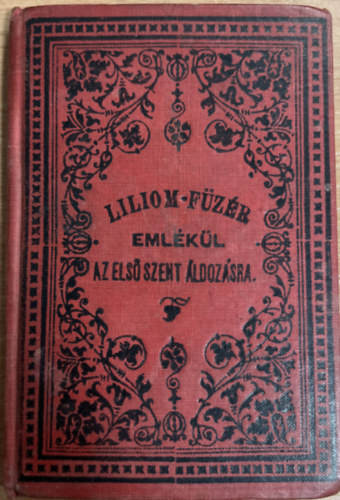 LILIOM-FÜZÉR
EMLÉKÜL
AZ ELSŐ SZENT ÁLDOZÁSRA.